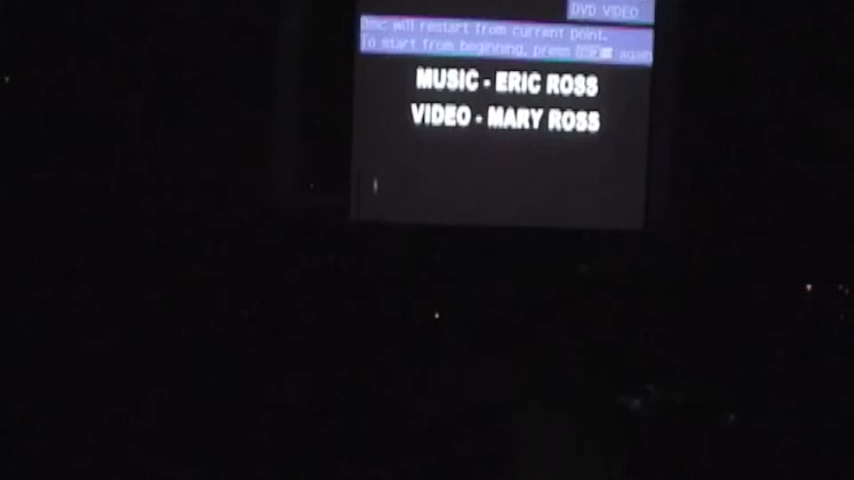 DVD VIDEO
Disc will restart from current point.
To start from beginning, press again
MUSIC - ERIC ROSS
VIDEO - MARY ROSS